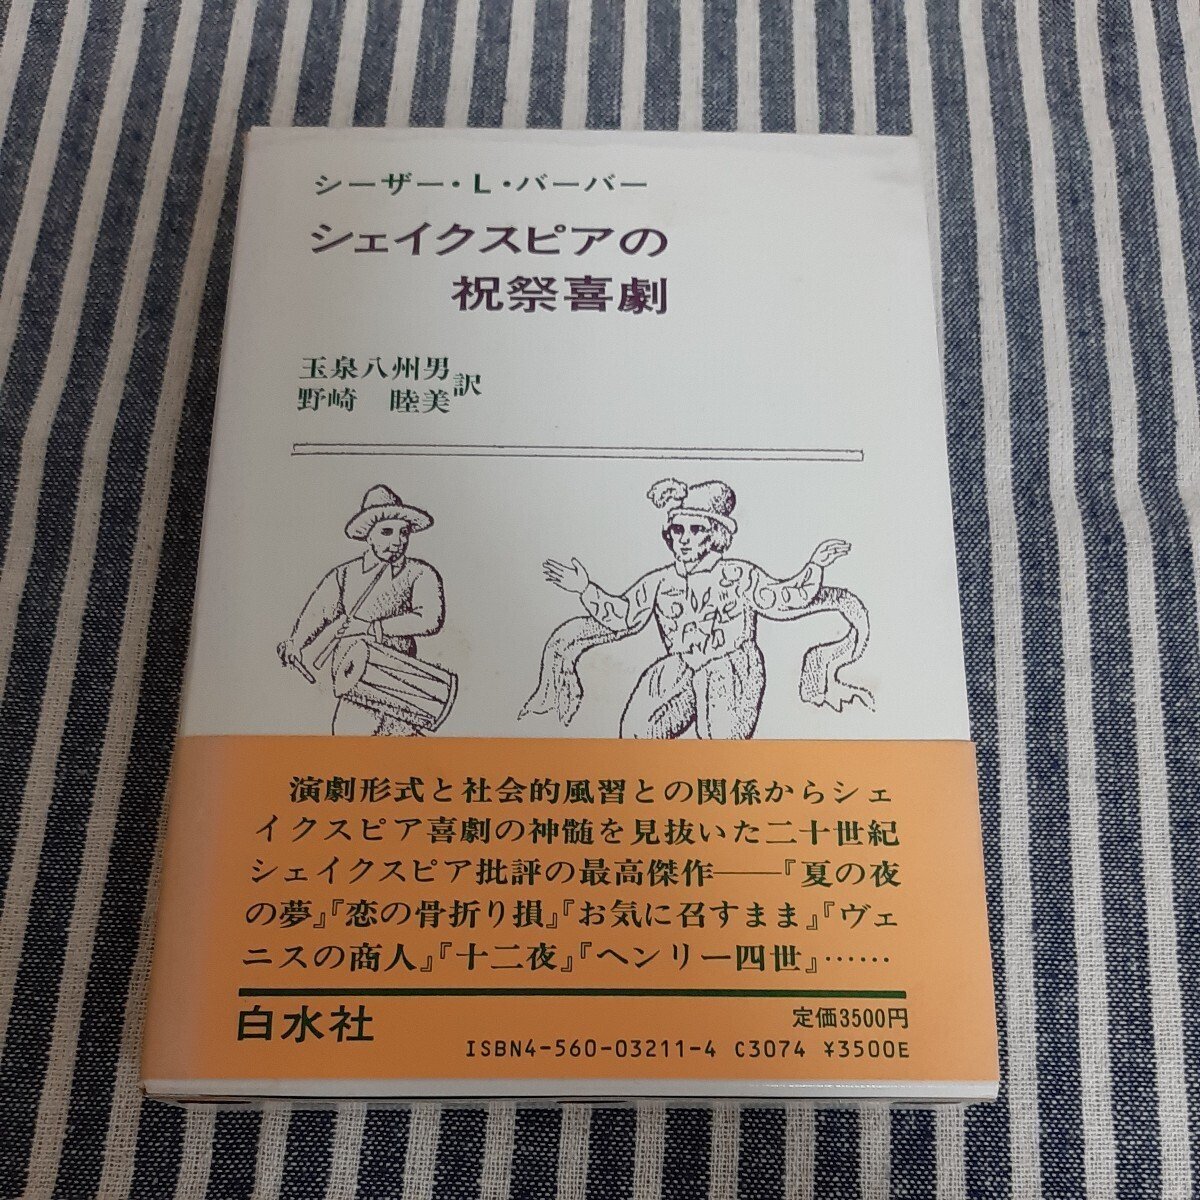 シーザー・L・バーバー
シェイクスピアの
祝祭喜劇
玉泉八州男
野崎　睦美
訳
演劇形式と社会的風習との関係からシェ
イクスピア喜劇の神髄を見抜いた二十世紀
シェイクスピア批評の最高傑作――『夏の夜
の夢』『恋の骨折り損』『お気に召すまま』『ヴェ
ニスの商人』『十二夜』『ヘンリー四世』……
白水社
定価3500円
ISBN4-560-03211-4 C3074 ¥3500E